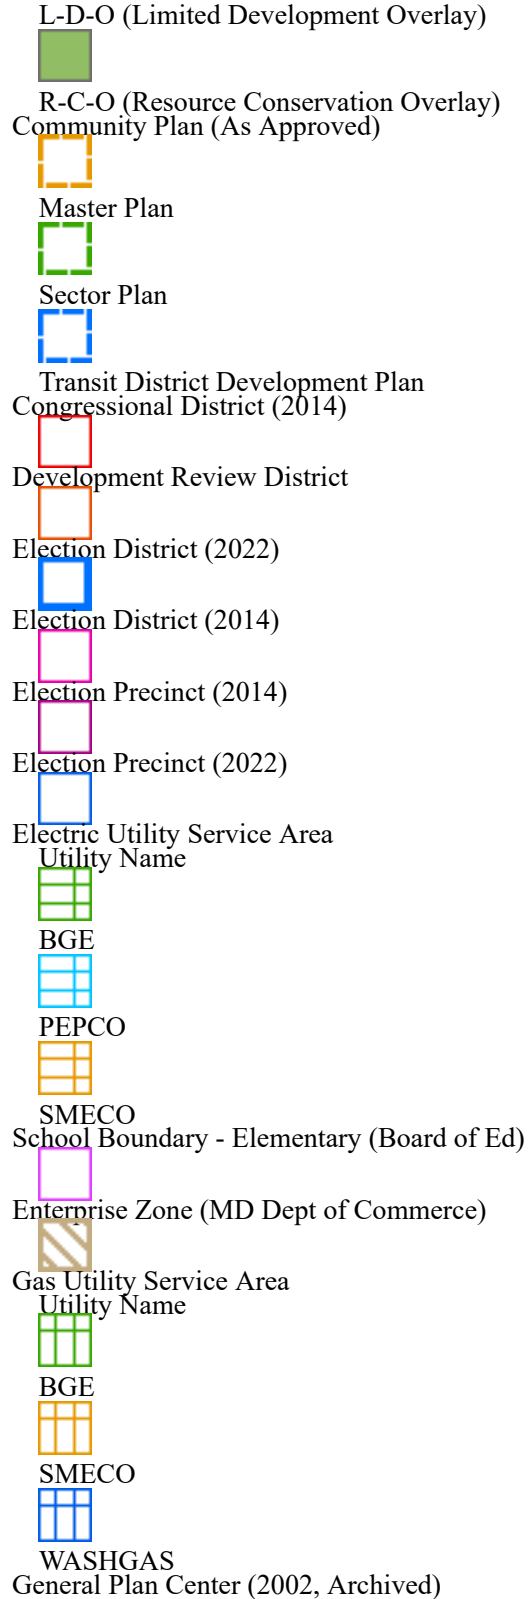 L-D-O (Limited Development Overlay)
R-C-O (Resource Conservation Overlay)
Community Plan (As Approved)
Master Plan
Sector Plan
Transit District Development Plan
Congressional District (2014)
Development Review District
Election District (2022)
Election District (2014)
Election Precinct (2014)
Election Precinct (2022)
Electric Utility Service Area
Utility Name
BGE
PEPCO
SMECO
School Boundary - Elementary (Board of Ed)
Enterprise Zone (MD Dept of Commerce)
Gas Utility Service Area
Utility Name
BGE
SMECO
WASHGAS
General Plan Center (2002, Archived)